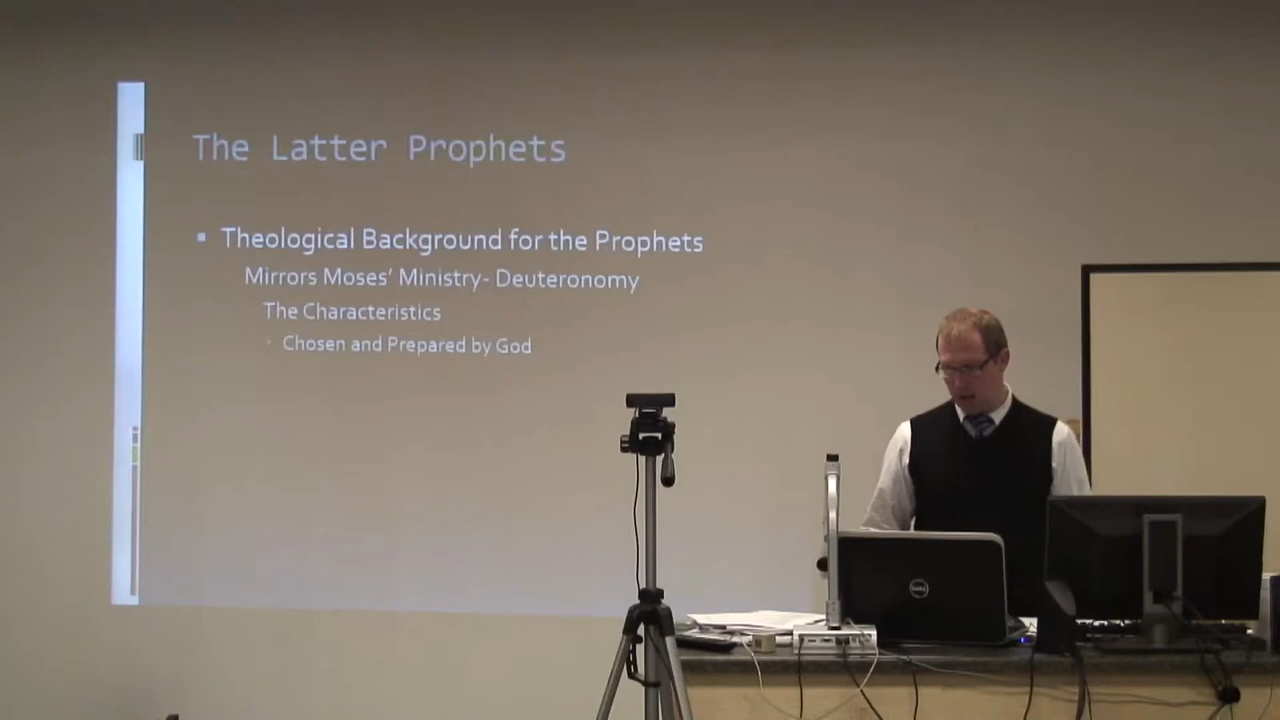 The Latter Prophets
Theological Background for the Prophets
Mirrors Moses' Ministry- Deuteronomy
The Characteristics
Chosen and Prepared by God
DELL